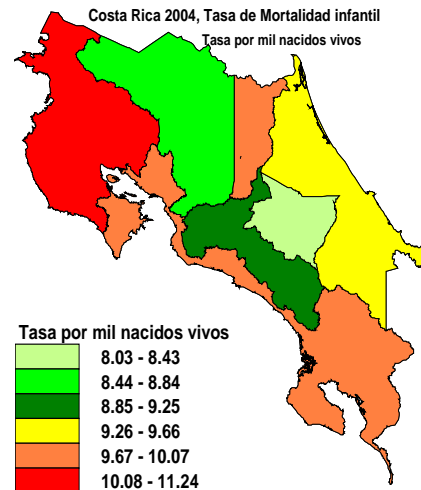 Costa Rica 2004, Tasa de Mortalidad infantil
Tasa por mil nacidos vivos
Tasa por mil nacidos vivos
8.03 - 8.43
8.44 - 8.84
8.85 - 9.25
9.26 - 9.66
9.67 - 10.07
10.08 - 11.24